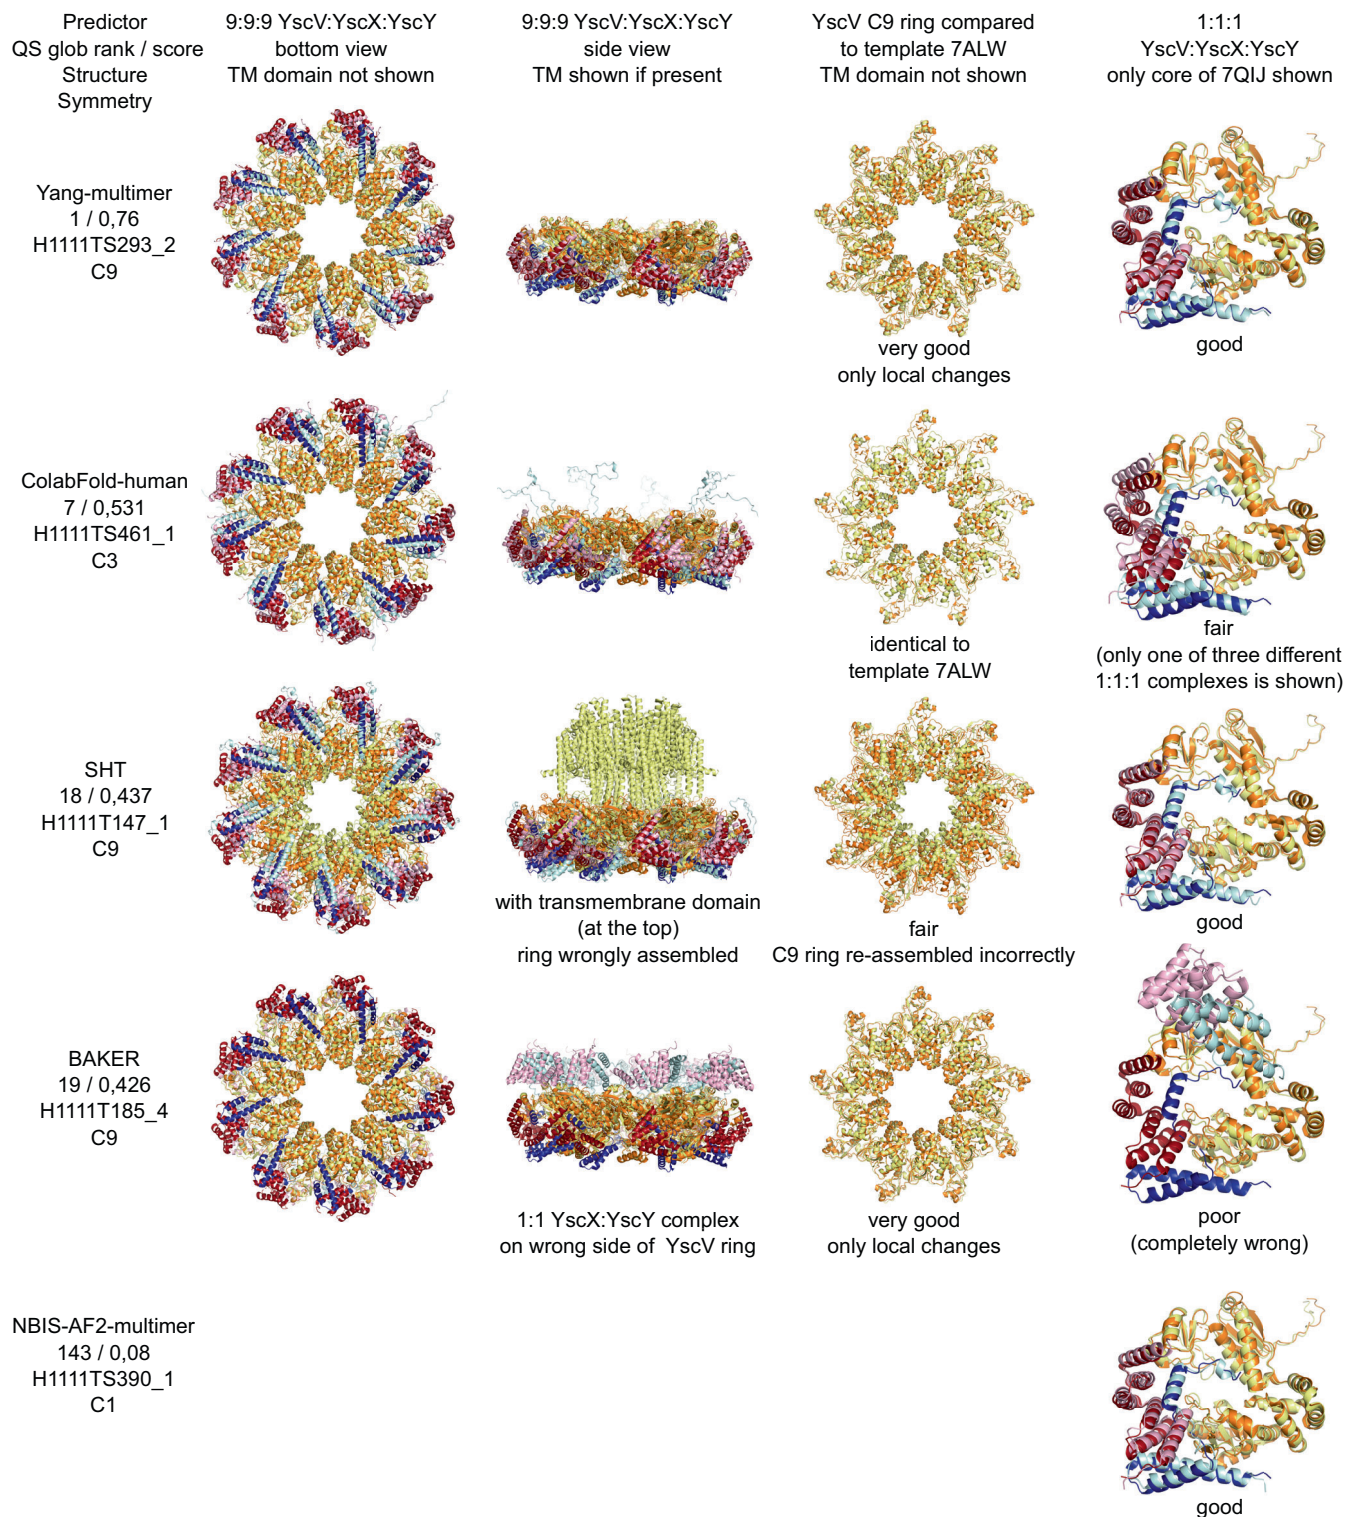 Predictor
QS glob rank / score
Structure
Symmetry
9:9:9 YscV:YscX:YscY
bottom view
TM domain not shown
9:9:9 YscV:YscX:YscY
side view
TM shown if present
YscV C9 ring compared
to template 7ALW
TM domain not shown
1:1:1
YscV:YscX:YscY
only core of 7QIJ shown
Yang-multimer
1 / 0,76
H1111TS293_2
C9
very good
only local changes
good
ColabFold-human
7 / 0,531
H1111TS461_1
C3
identical to
template 7ALW
fair
(only one of three different
1:1:1 complexes is shown)
SHT
18 / 0,437
H1111T147_1
C9
with transmembrane domain
(at the top)
ring wrongly assembled
fair
C9 ring re-assembled incorrectly
good
BAKER
19 / 0,426
H1111T185_4
C9
1:1 YscX:YscY complex
on wrong side of YscV ring
very good
only local changes
poor
(completely wrong)
NBIS-AF2-multimer
143 / 0,08
H1111TS390_1
C1
good